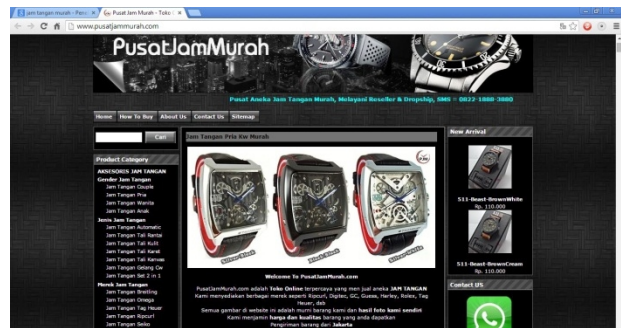 jam tangan murah - Pence
Pusat Jam Murah - Toko O
www.pusatjammurah.com
PusatJamMurah
Pusat Aneka Jam Tangan Murah, Melayani Reseller & Dropship, SMS = 0822-1888-3080
Home How To Buy About Us Contact Us Sitemap
Cari
Product Category
AKSESORIS JAM TANGAN
Gender Jam Tangan
Jam Tangan Couple
Jam Tangan Pria
Jam Tangan Wanita
Jam Tangan Anak
Jenis Jam Tangan
Jam Tangan Automatic
Jam Tangan Tali Rantai
Jam Tangan Tali Kulit
Jam Tangan Tali Karet
Jam Tangan Tali Kanvas
Jam Tangan Gelang Cw
Jam Tangan Set 2 in 1
Merek Jam Tangan
Jam Tangan Breitling
Jam Tangan Omega
Jam Tangan Tag Heuer
Jam Tangan Ripcurl
Jam Tangan Seiko
Jam Tangan Pria Kw Murah
Silver-Black
Black-Black
Silver-White
Welcome To PusatJamMurah.com
PusatJamMurah.com adalah Toko Online terpercaya yang men jual aneka JAM TANGAN
Kami menyediakan berbagai merek seperti Ripcurl, Digitec, GC, Guess, Harley, Rolex, Tag
Heuer, dsb
Semua gambar di website ini adalah murni barang kami dan hasil foto kami sendiri
Kami menjamin harga dan kualitas barang yang anda dapatkan
Pengiriman barang dari Jakarta
New Arrival
511-Beast-BrownWhite
Rp. 110.000
511-Beast-BrownCream
Rp. 110.000
Contact US